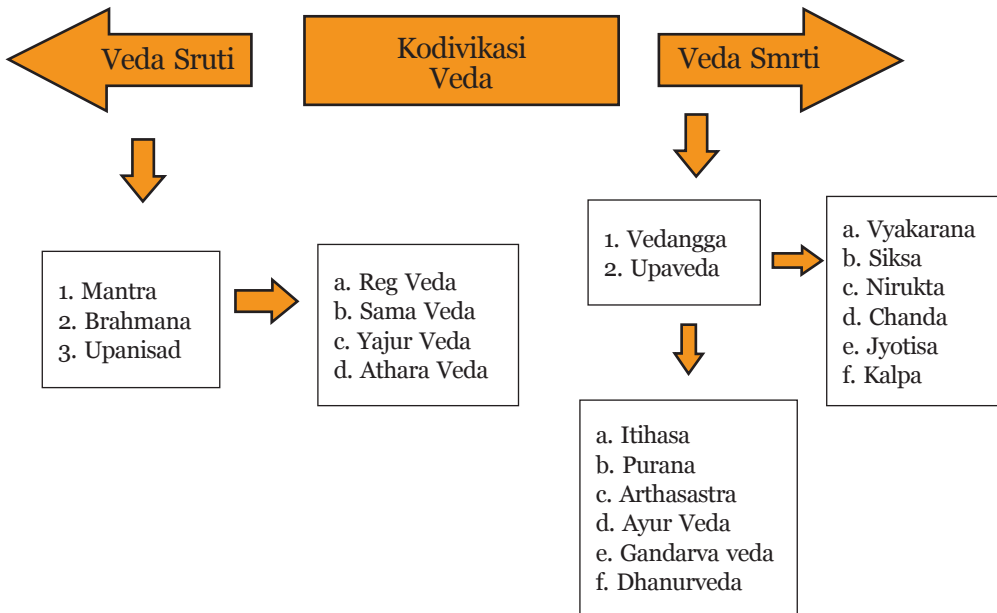 Veda Sruti
Kodivikasi
Veda
Veda Smrti
1. Mantra
2. Brahmana
3. Upanisad
a. Reg Veda
b. Sama Veda
c. Yajur Veda
d. Athara Veda
1. Vedangga
2. Upaveda
a. Vyakarana
b. Siksa
c. Nirukta
d. Chanda
e. Jyotisa
f. Kalpa
a. Itihasa
b. Purana
c. Arthasastra
d. Ayur Veda
e. Gandarva veda
f. Dhanurveda